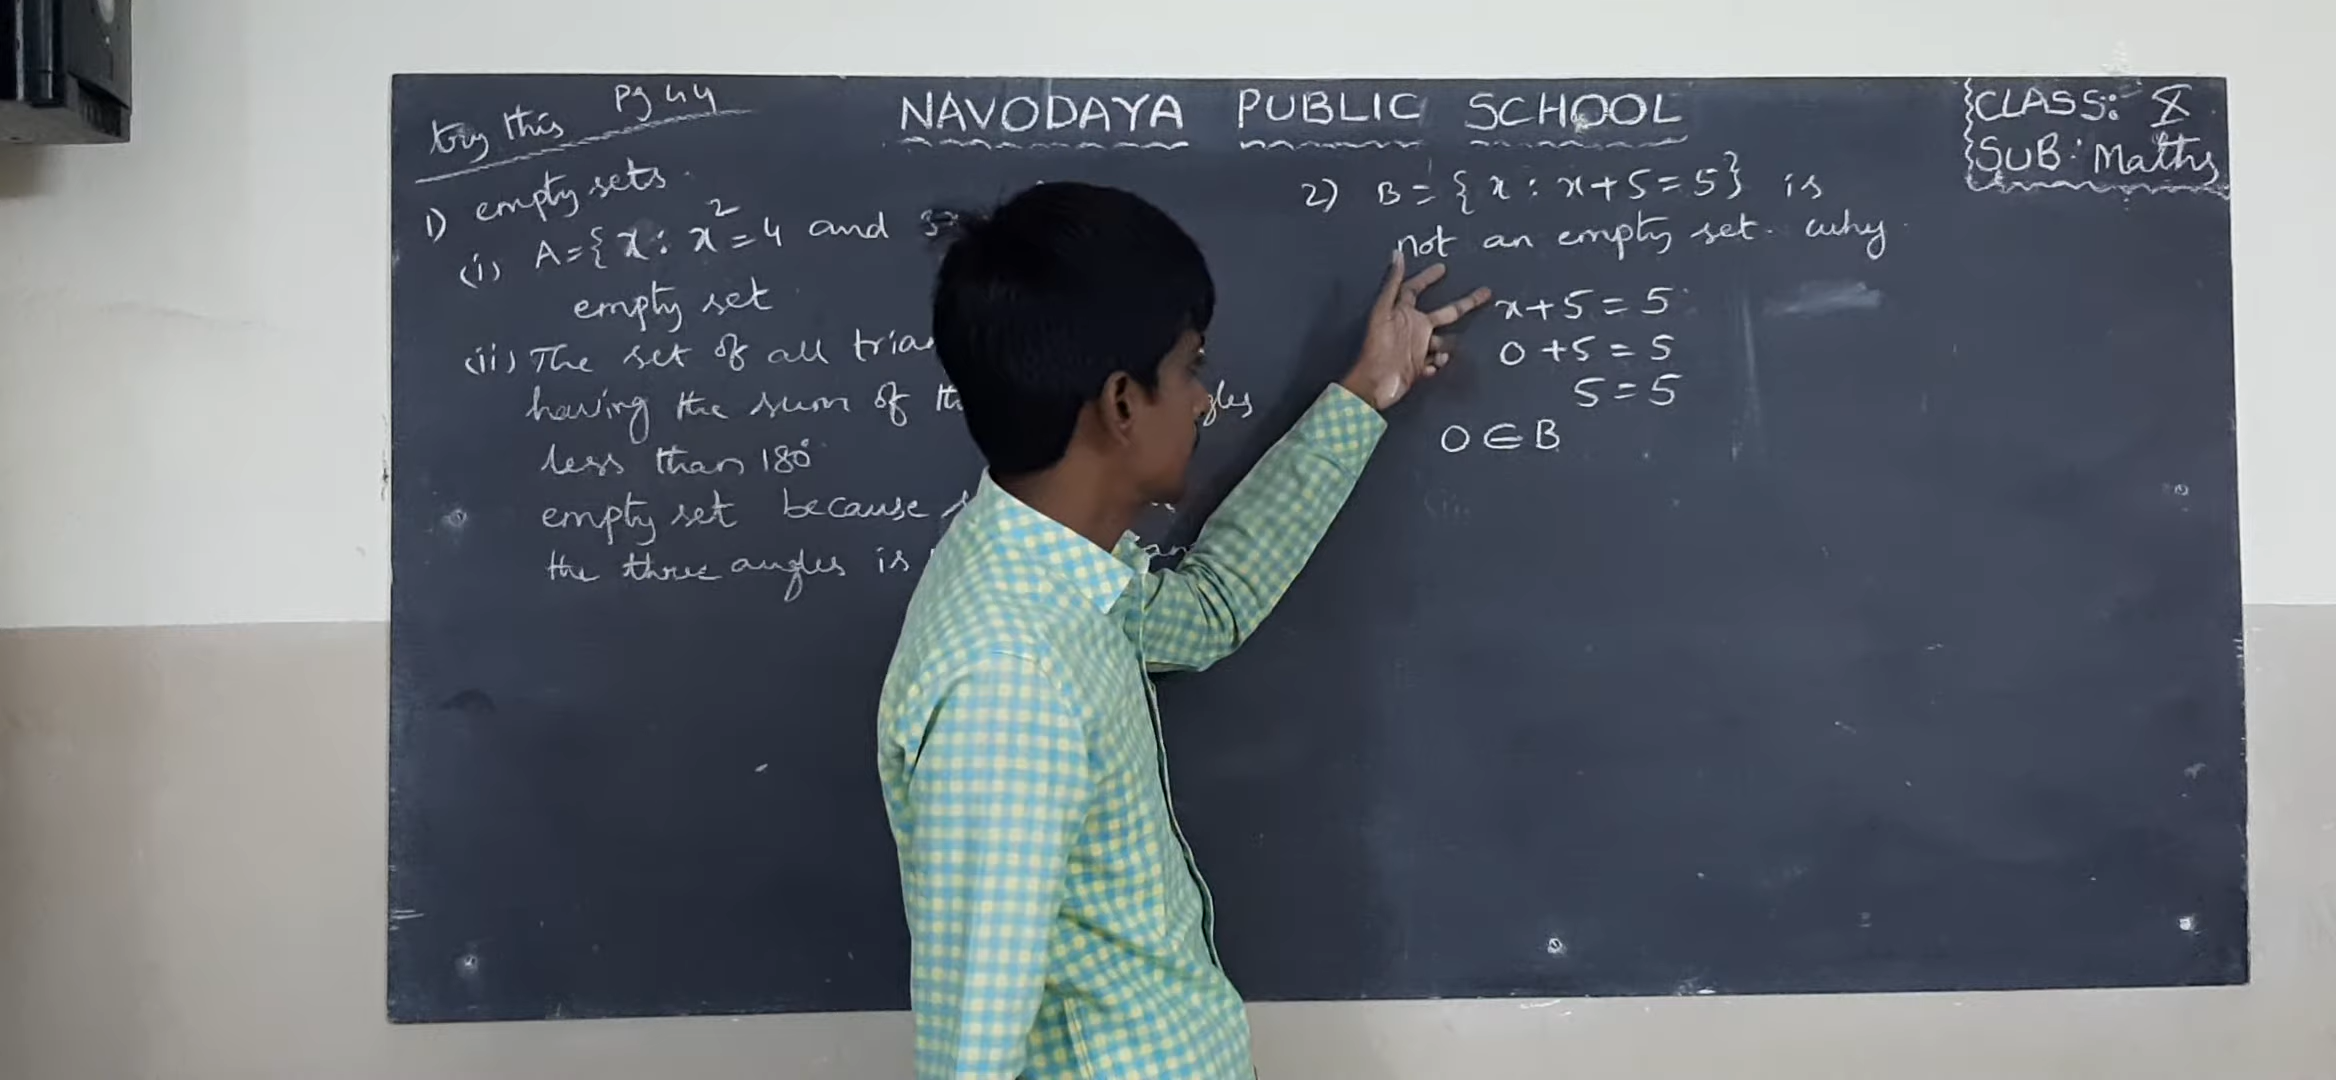 try this Pg 44
NAVODAYA PUBLIC SCHOOL
CLASS: X
SUB: Maths
1) empty sets.
(i) A={x: x²=4 and 3
empty set
(ii) The set of all
having the sum of
less than 180°
empty set because
the three angles is
2) B={x : x+5=5} is
not an empty set. why
x+5=5
0+5=5
5=5
0∈B